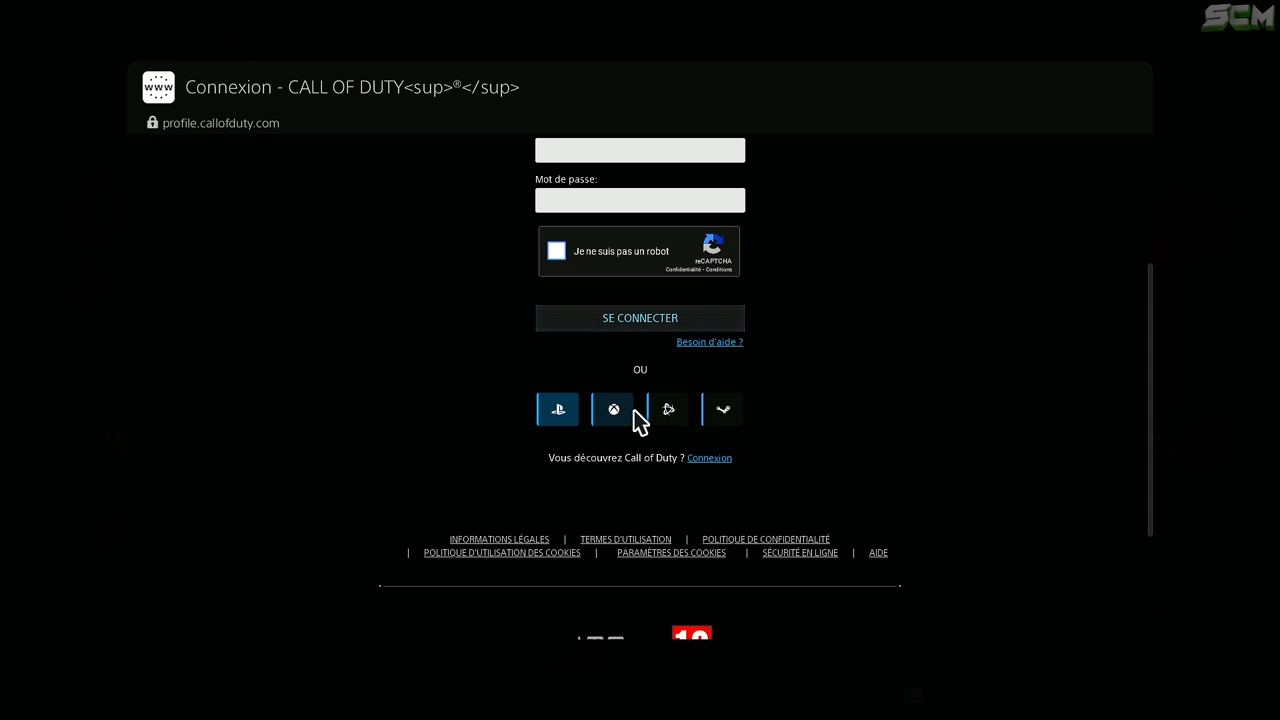 SCM
www
Connexion - CALL OF DUTY<sup>®</sup>
profile.callofduty.com
Mot de passe:
Je ne suis pas un robot
reCAPTCHA
Confidentialité - Conditions
SE CONNECTER
Besoin d'aide ?
OU
Vous découvrez Call of Duty ? Connexion
INFORMATIONS LÉGALES | TERMES D'UTILISATION | POLITIQUE DE CONFIDENTIALITÉ
| POLITIQUE D'UTILISATION DES COOKIES | PARAMÈTRES DES COOKIES | SÉCURITÉ EN LIGNE | AIDE